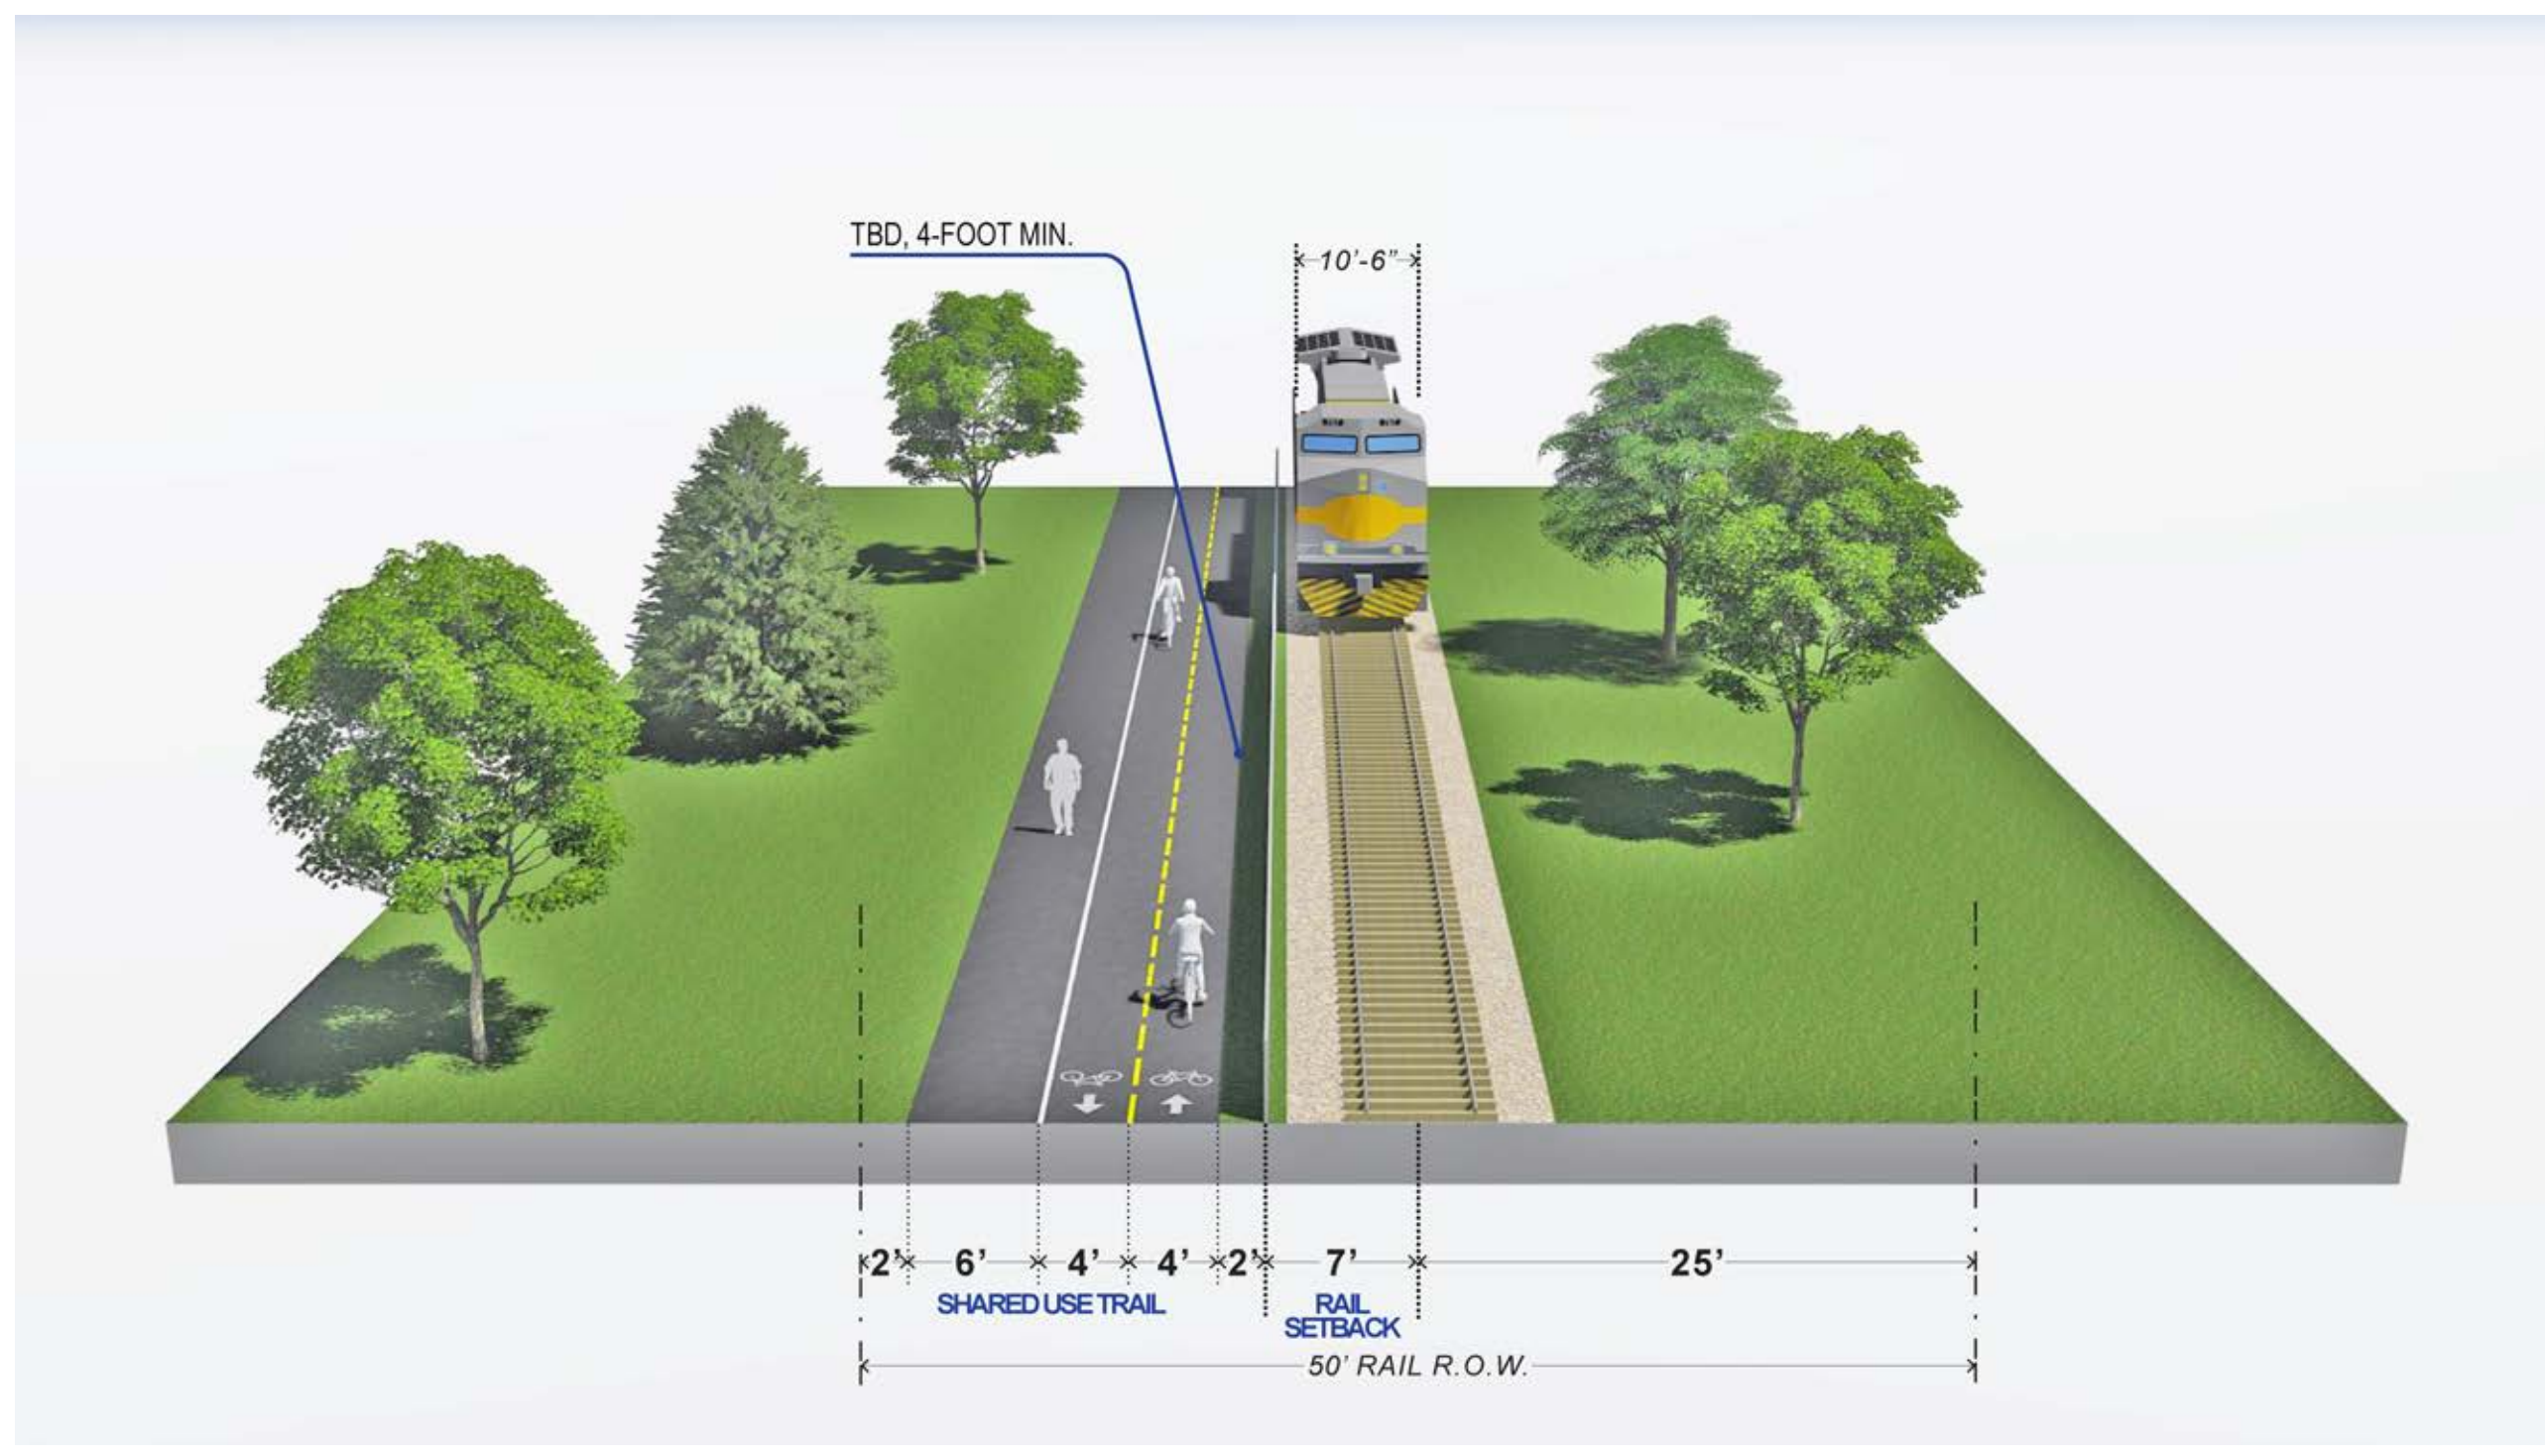 TBD, 4-FOOT MIN.
10’-6”
2’ 6’ 4’ 4’ 2’ 7’ 25’
SHARED USE TRAIL
RAIL
SETBACK
50’ RAIL R.O.W.